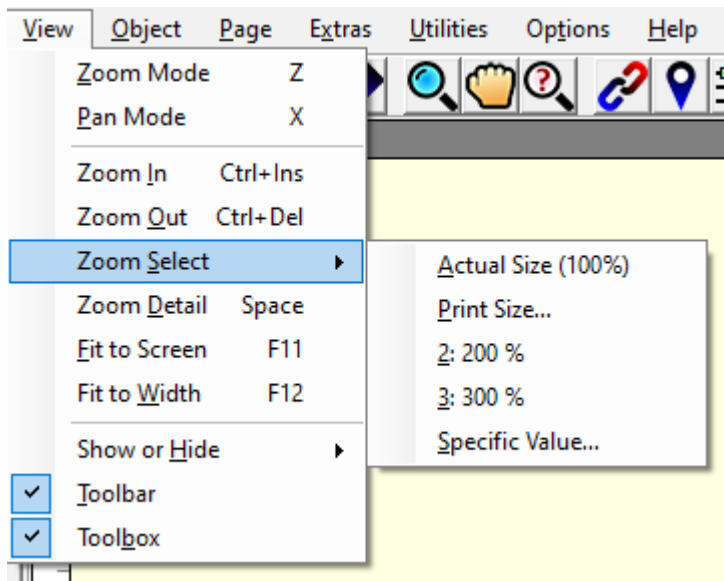 View Object Page Extras Utilities Options Help
Zoom Mode Z
Pan Mode X
Zoom In Ctrl+Ins
Zoom Out Ctrl+Del
Zoom Select
Zoom Detail Space
Fit to Screen F11
Fit to Width F12
Show or Hide
Toolbar
Toolbox
Actual Size (100%)
Print Size...
2: 200 %
3: 300 %
Specific Value...